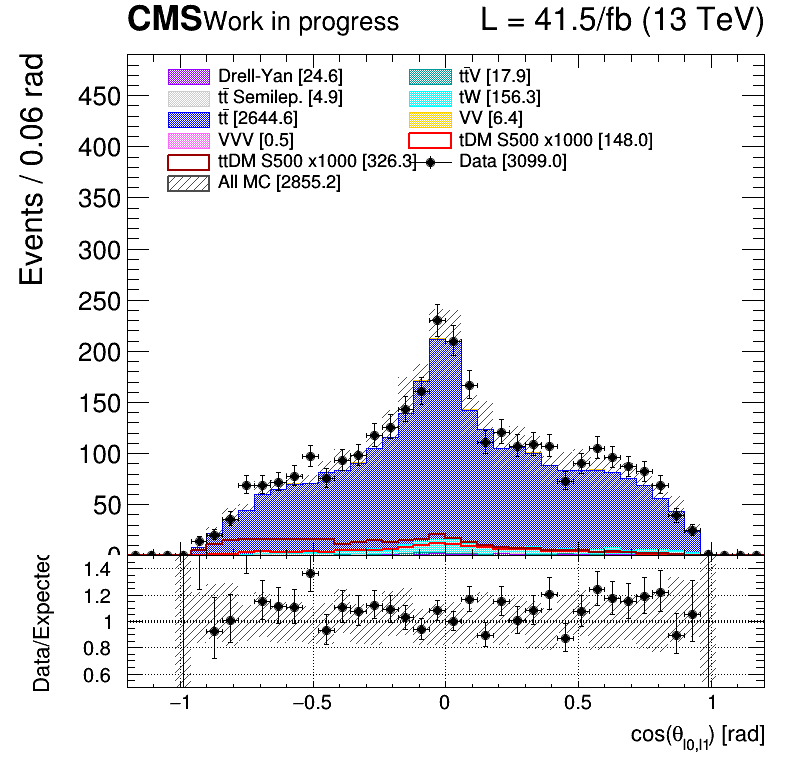 CMS Work in progress L = 41.5/fb (13 TeV)
Events / 0.06 rad
450
400
350
300
250
200
150
100
50
0
Drell-Yan [24.6]
tt̄V [17.9]
tt̄ Semilep. [4.9]
tW [156.3]
tt̄ [2644.6]
VV [6.4]
VVV [0.5]
tDM S500 x1000 [148.0]
ttDM S500 x1000 [326.3]
Data [3099.0]
All MC [2855.2]
Data/Expected
1.4
1.2
1
0.8
0.6
−1 −0.5 0 0.5 1
cos(θl0,l1) [rad]